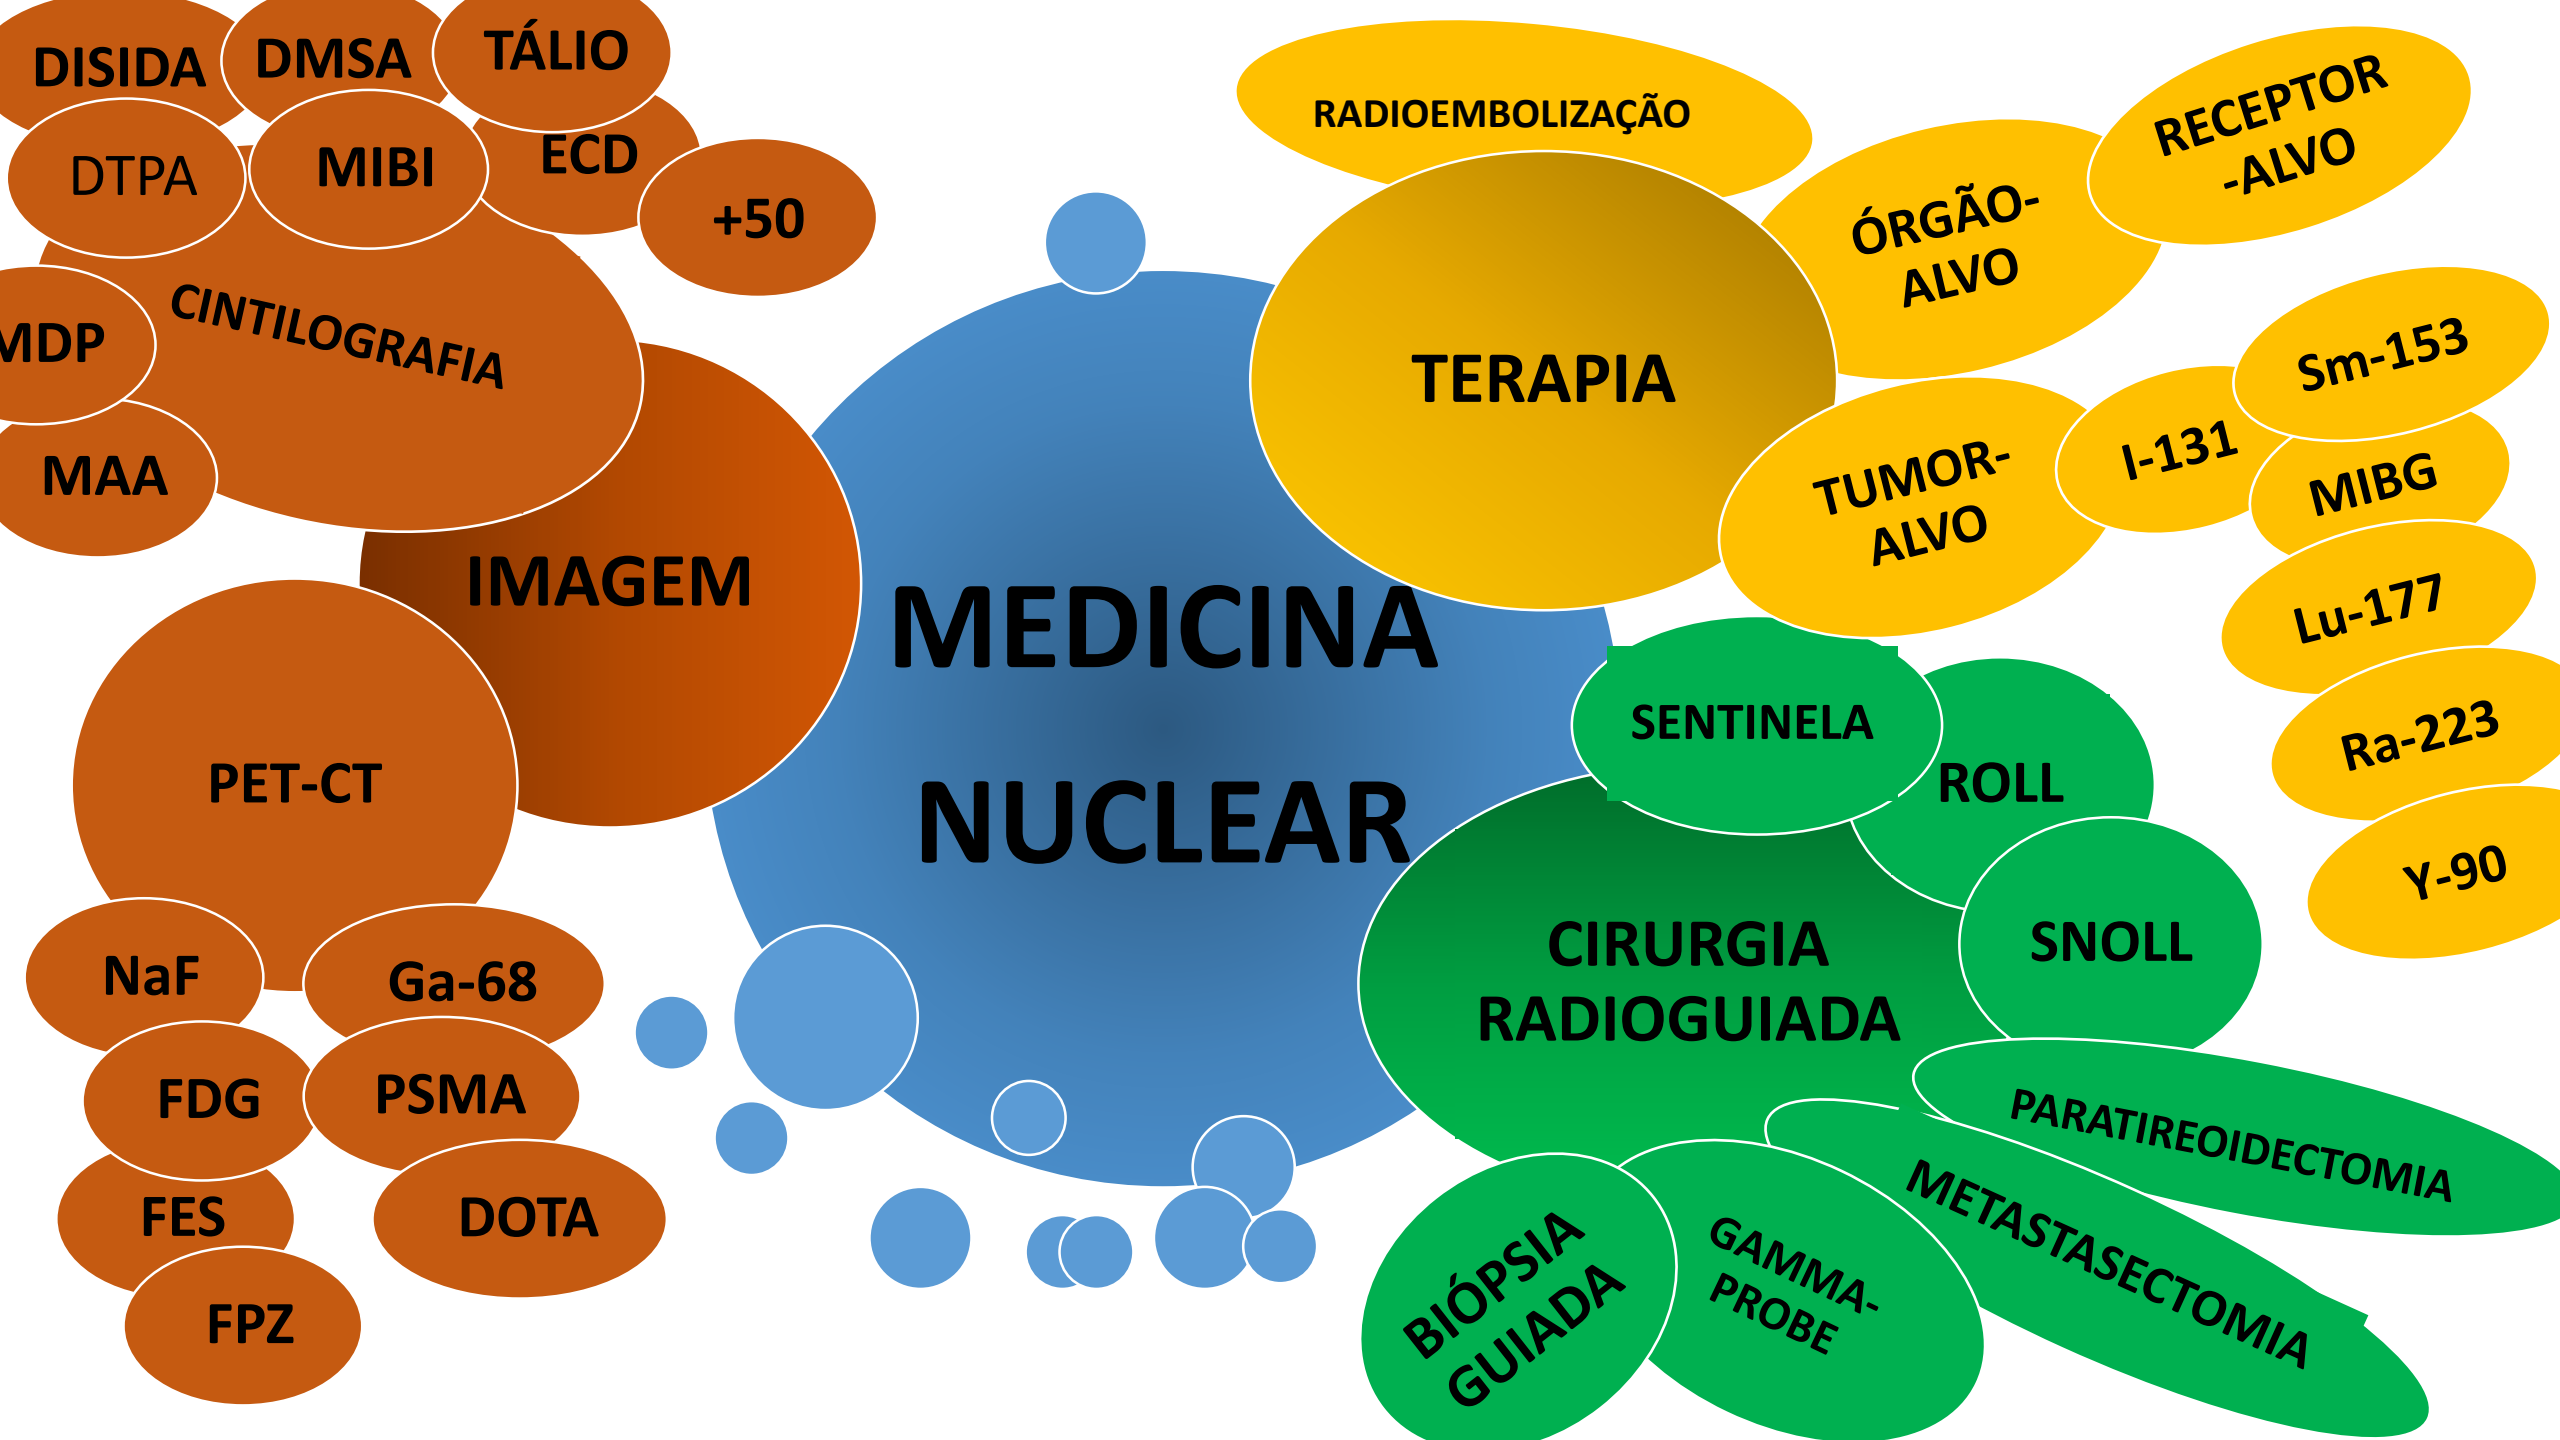 DISIDA
DMSA
TÁLIO
DTPA
MIBI
ECD
+50
CINTILOGRAFIA
MDP
MAA
IMAGEM
PET-CT
NaF
Ga-68
FDG
PSMA
FES
DOTA
FPZ
MEDICINA
NUCLEAR
RADIOEMBOLIZAÇÃO
TERAPIA
ÓRGÃO-
ALVO
RECEPTOR
-ALVO
TUMOR-
ALVO
I-131
Sm-153
MIBG
Lu-177
Ra-223
Y-90
SENTINELA
ROLL
SNOLL
CIRURGIA
RADIOGUIADA
PARATIREOIDECTOMIA
METASTASECTOMIA
GAMMA-
PROBE
BIÓPSIA
GUIADA